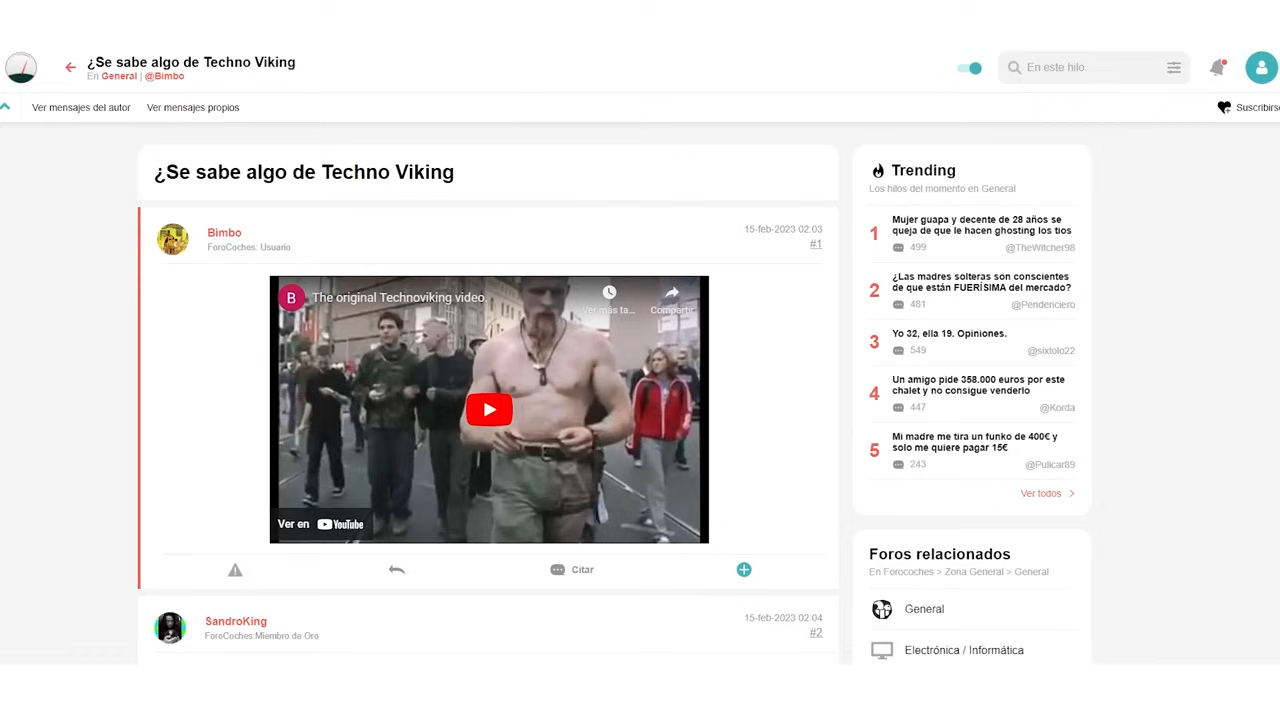 ¿Se sabe algo de Techno Viking
En General | @Bimbo
En este hilo
Ver mensajes del autor
Ver mensajes propios
Suscribirse
¿Se sabe algo de Techno Viking
Bimbo
ForoCoches: Usuario
15-feb-2023 02:03
#1
B
The original Technoviking video.
Ver más ta...
Compartir
Ver en YouTube
Citar
SandroKing
ForoCoches Miembro de Oro
15-feb-2023 02:04
#2
Trending
Los hilos del momento en General
1
Mujer guapa y decente de 28 años se
queja de que le hacen ghosting los tios
499
@TheWitcher98
2
¿Las madres solteras son conscientes
de que están FUERÍSIMA del mercado?
481
@Pendenciero
3
Yo 32, ella 19. Opiniones.
549
@sixtolo22
4
Un amigo pide 358.000 euros por este
chalet y no consigue venderlo
447
@Korda
5
Mi madre me tira un funko de 400€ y
solo me quiere pagar 15€
243
@Pulicar89
Ver todos
Foros relacionados
En Forocoches > Zona General > General
General
Electrónica / Informática